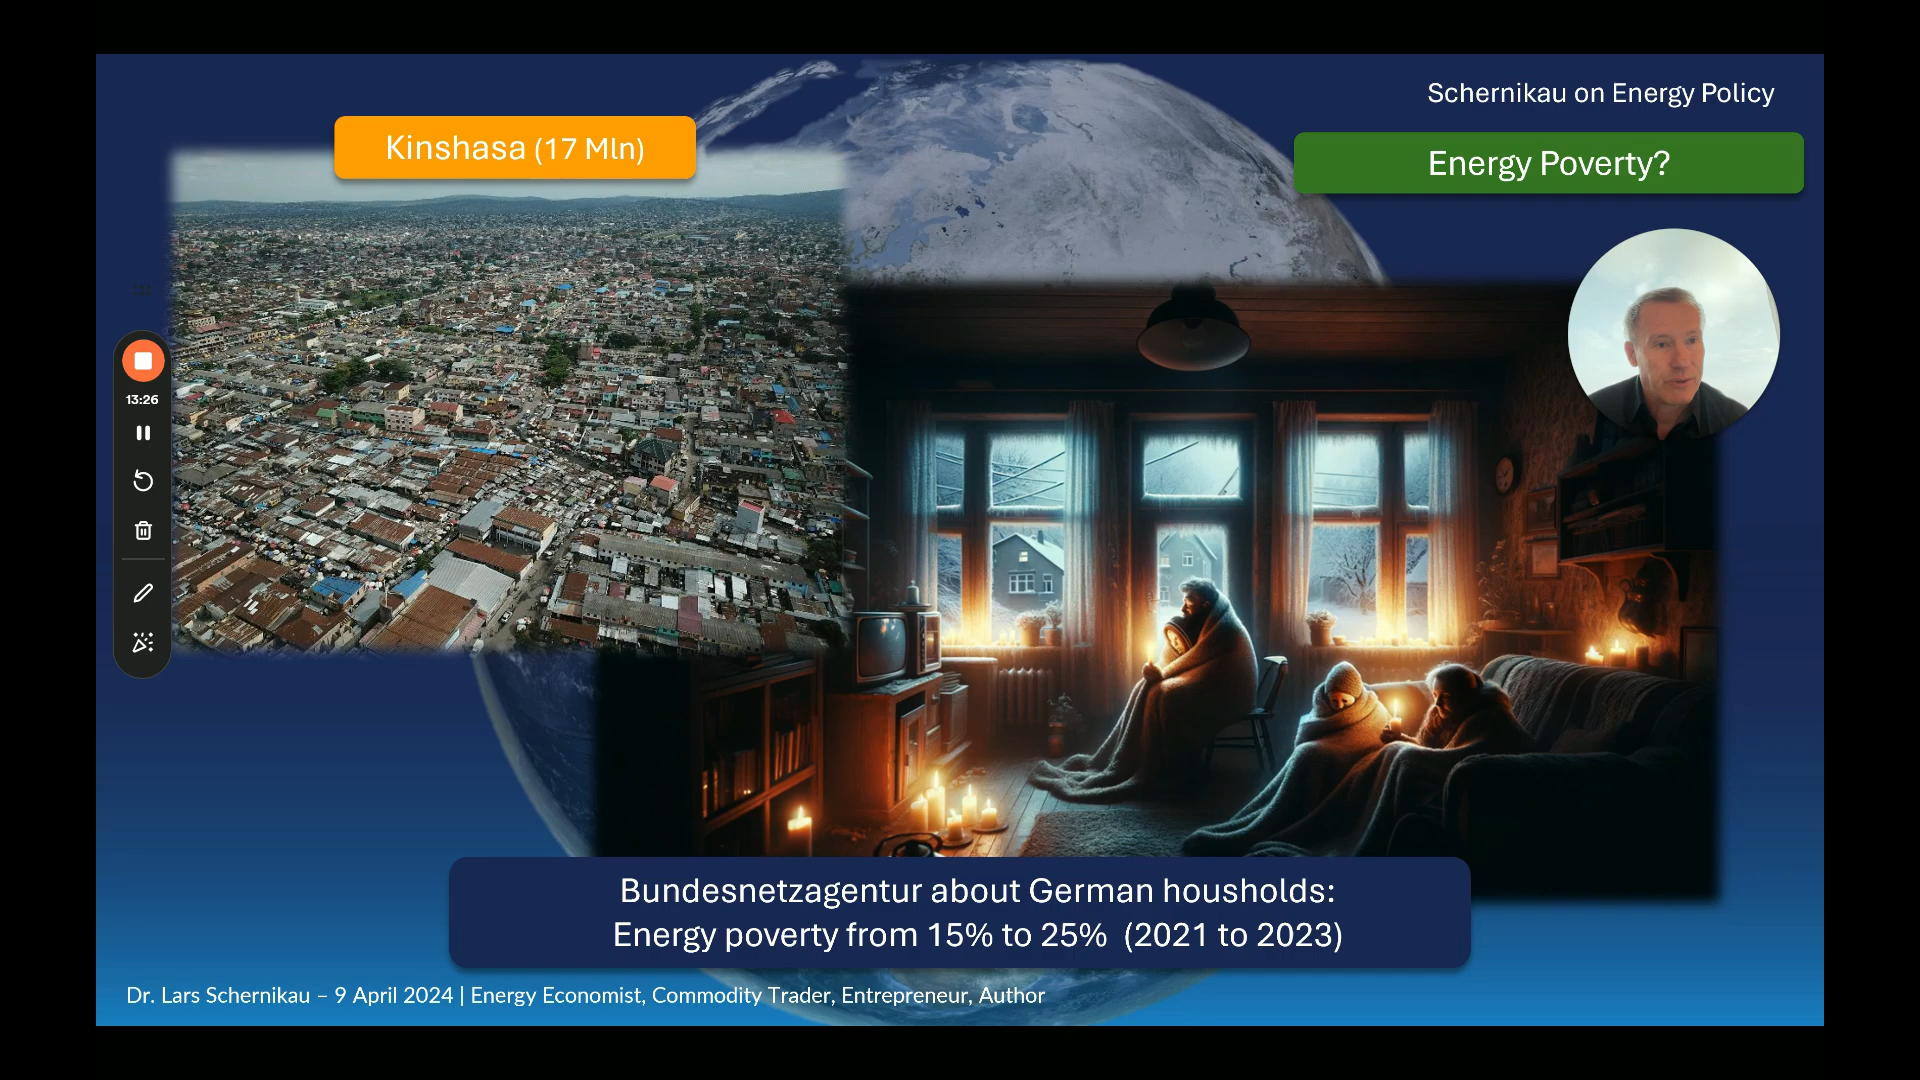 Schernikau on Energy Policy
Kinshasa (17 Mln)
Energy Poverty?
13:26
Bundesnetzagentur about German housholds:
Energy poverty from 15% to 25% (2021 to 2023)
Dr. Lars Schernikau – 9 April 2024 | Energy Economist, Commodity Trader, Entrepreneur, Author